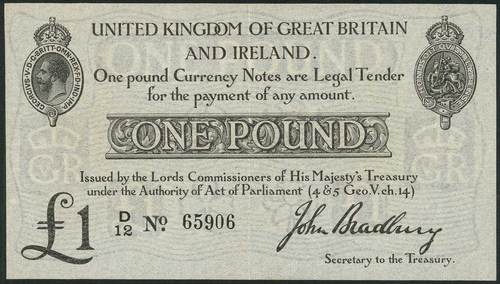 UNITED KINGDOM OF GREAT BRITAIN
AND IRELAND.
One pound Currency Notes are Legal Tender
for the payment of any amount.
ONE POUND
Issued by the Lords Commissioners of His Majesty's Treasury
under the Authority of Act of Parliament (4 & 5 Geo. V. ch. 14)
£1 D/12 No. 65906
John Bradbury
Secretary to the Treasury.